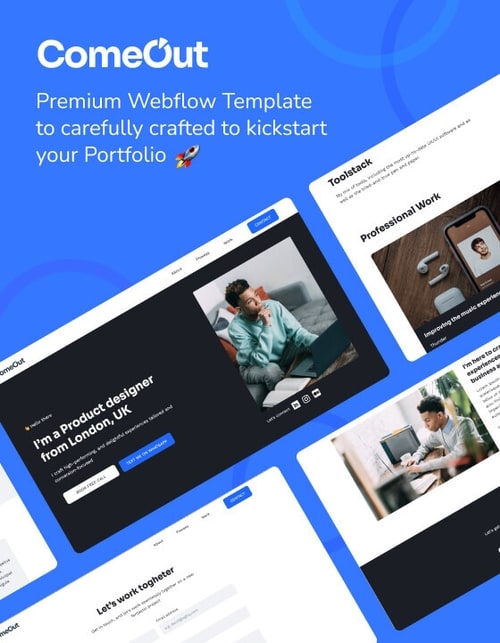 ComeOut
Premium Webflow Template
to carefully crafted to kickstart
your Portfolio 🚀
Toolstack
My mix of tools, including the most up-to-date UX/UI software and as
well as the tried-and-true pen and paper.
Professional Work
Improving the music experience
Thunder
CONTACT
About
Process
Work
ComeOut
👋 Hello there
I'm a Product designer
from London, UK
I craft high-performing, and delightful experiences tailored and
conversion-focused
BOOK FREE CALL
TEXT ME ON WHATSAPP
Let's connect
I'm here to cr
experience
business a
Lorem
Let's go
CONTACT
About
Process
Work
ComeOut
Let's work togheter
Get in touch, and let's work seamlessly together on a new
fantastic project
Email address